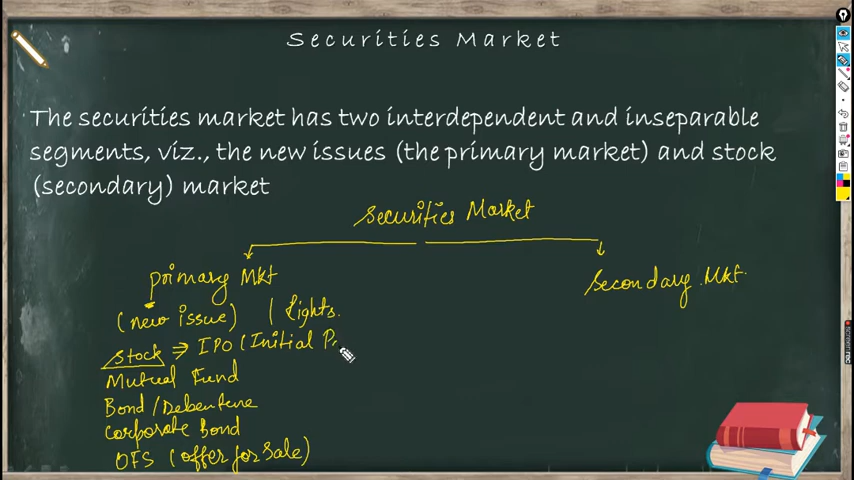 Securities Market
The securities market has two interdependent and inseparable
segments, viz., the new issues (the primary market) and stock
(secondary) market
Securities Market
primary Mkt
Secondary Mkt.
(new issue) | Rights.
Stock ⇒ IPO (Initial P
Mutual Fund
Bond/Debenture
Corporate Bond
OFS (offer for Sale)